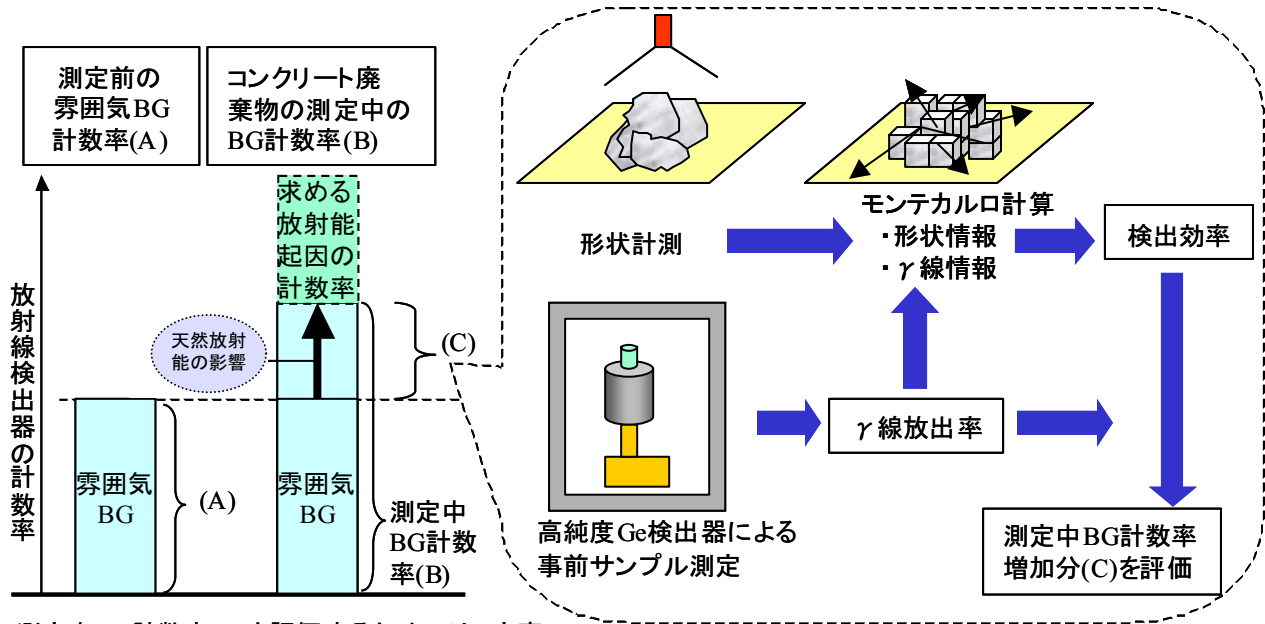 測定前の
雰囲気BG
計数率(A)
コンクリート廃
棄物の測定中の
BG計数率(B)
放射線検出器の計数率
求める
放射能
起因の
計数率
天然放射
能の影響
(C)
雰囲気
BG
(A)
雰囲気
BG
測定中
BG計数
率(B)
形状計測
モンテカルロ計算
・形状情報
・γ線情報
検出効率
高純度Ge検出器による
事前サンプル測定
γ線放出率
測定中BG計数率
増加分(C)を評価